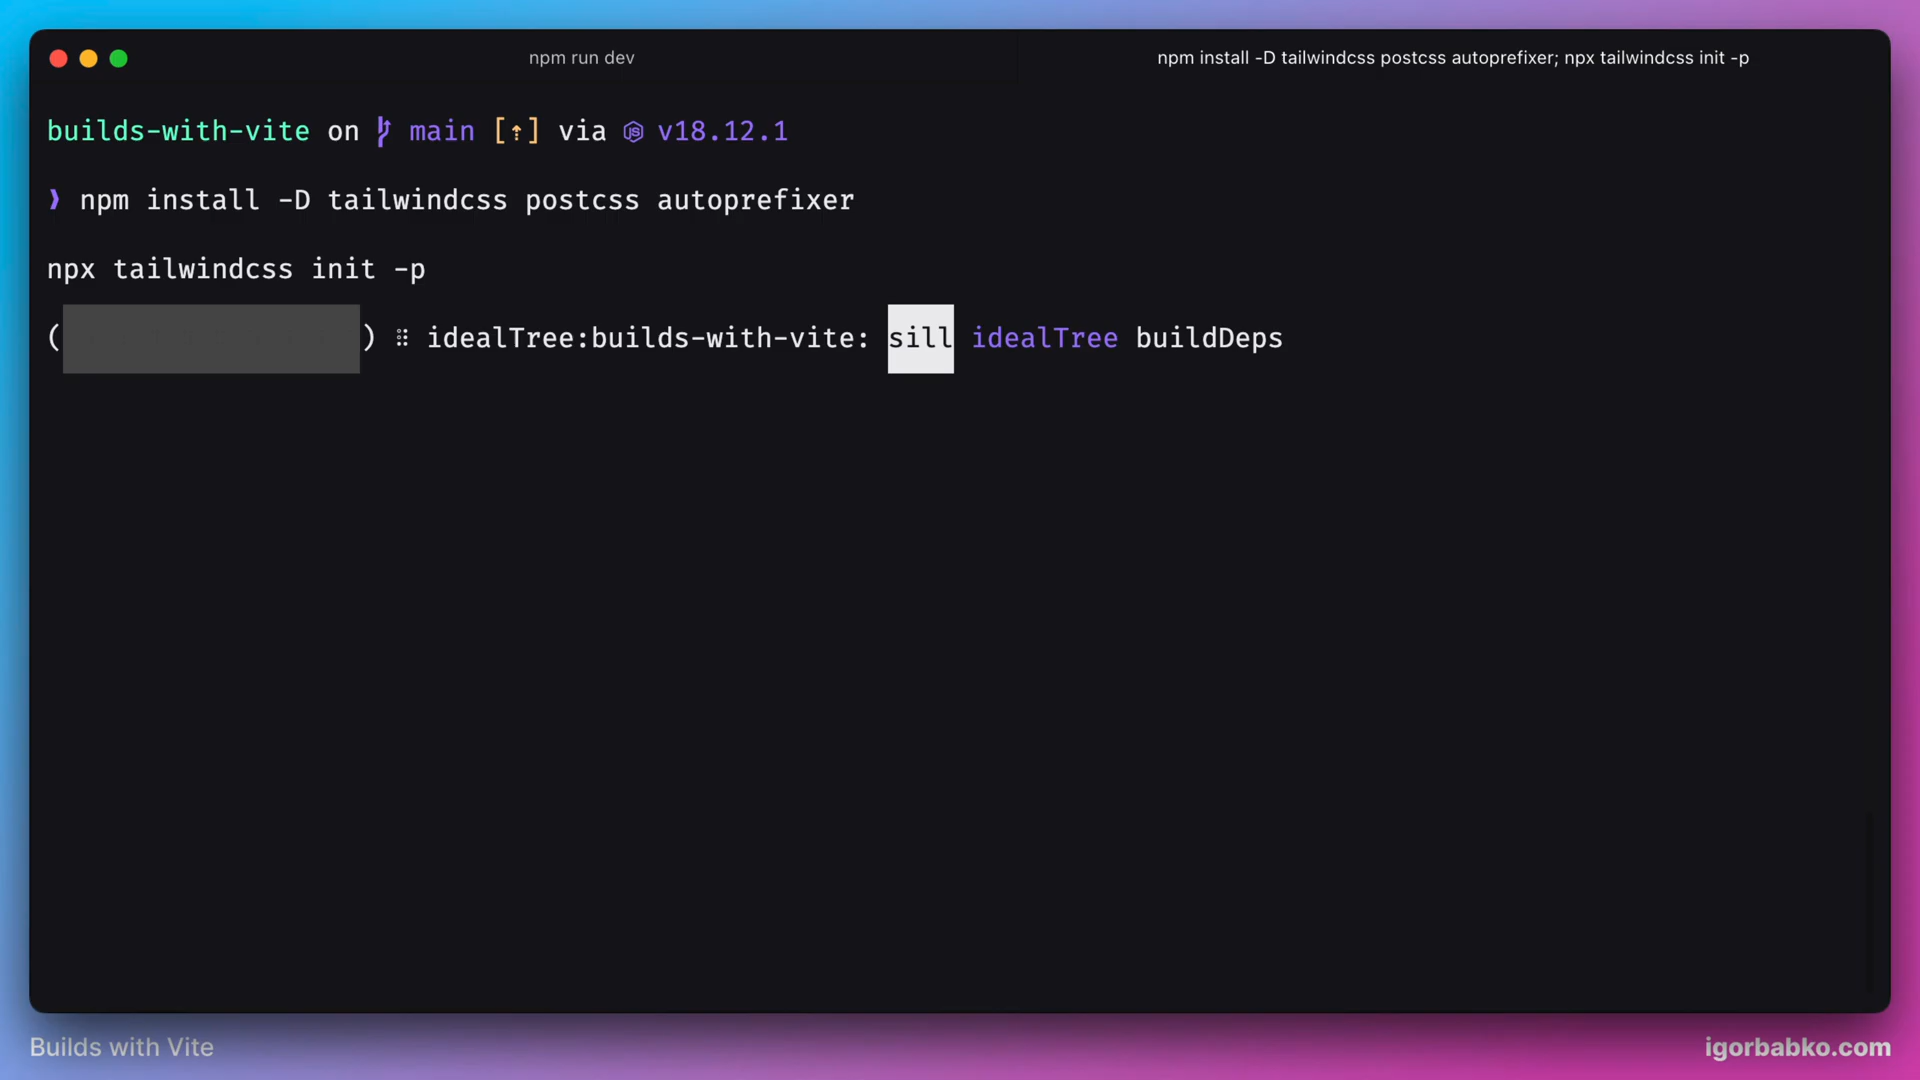 npm run dev
npm install -D tailwindcss postcss autoprefixer; npx tailwindcss init -p
builds-with-vite on main [⇡] via v18.12.1
❯ npm install -D tailwindcss postcss autoprefixer
npx tailwindcss init -p
( ) ⠿ idealTree:builds-with-vite: sill idealTree buildDeps
Builds with Vite
igorbabko.com